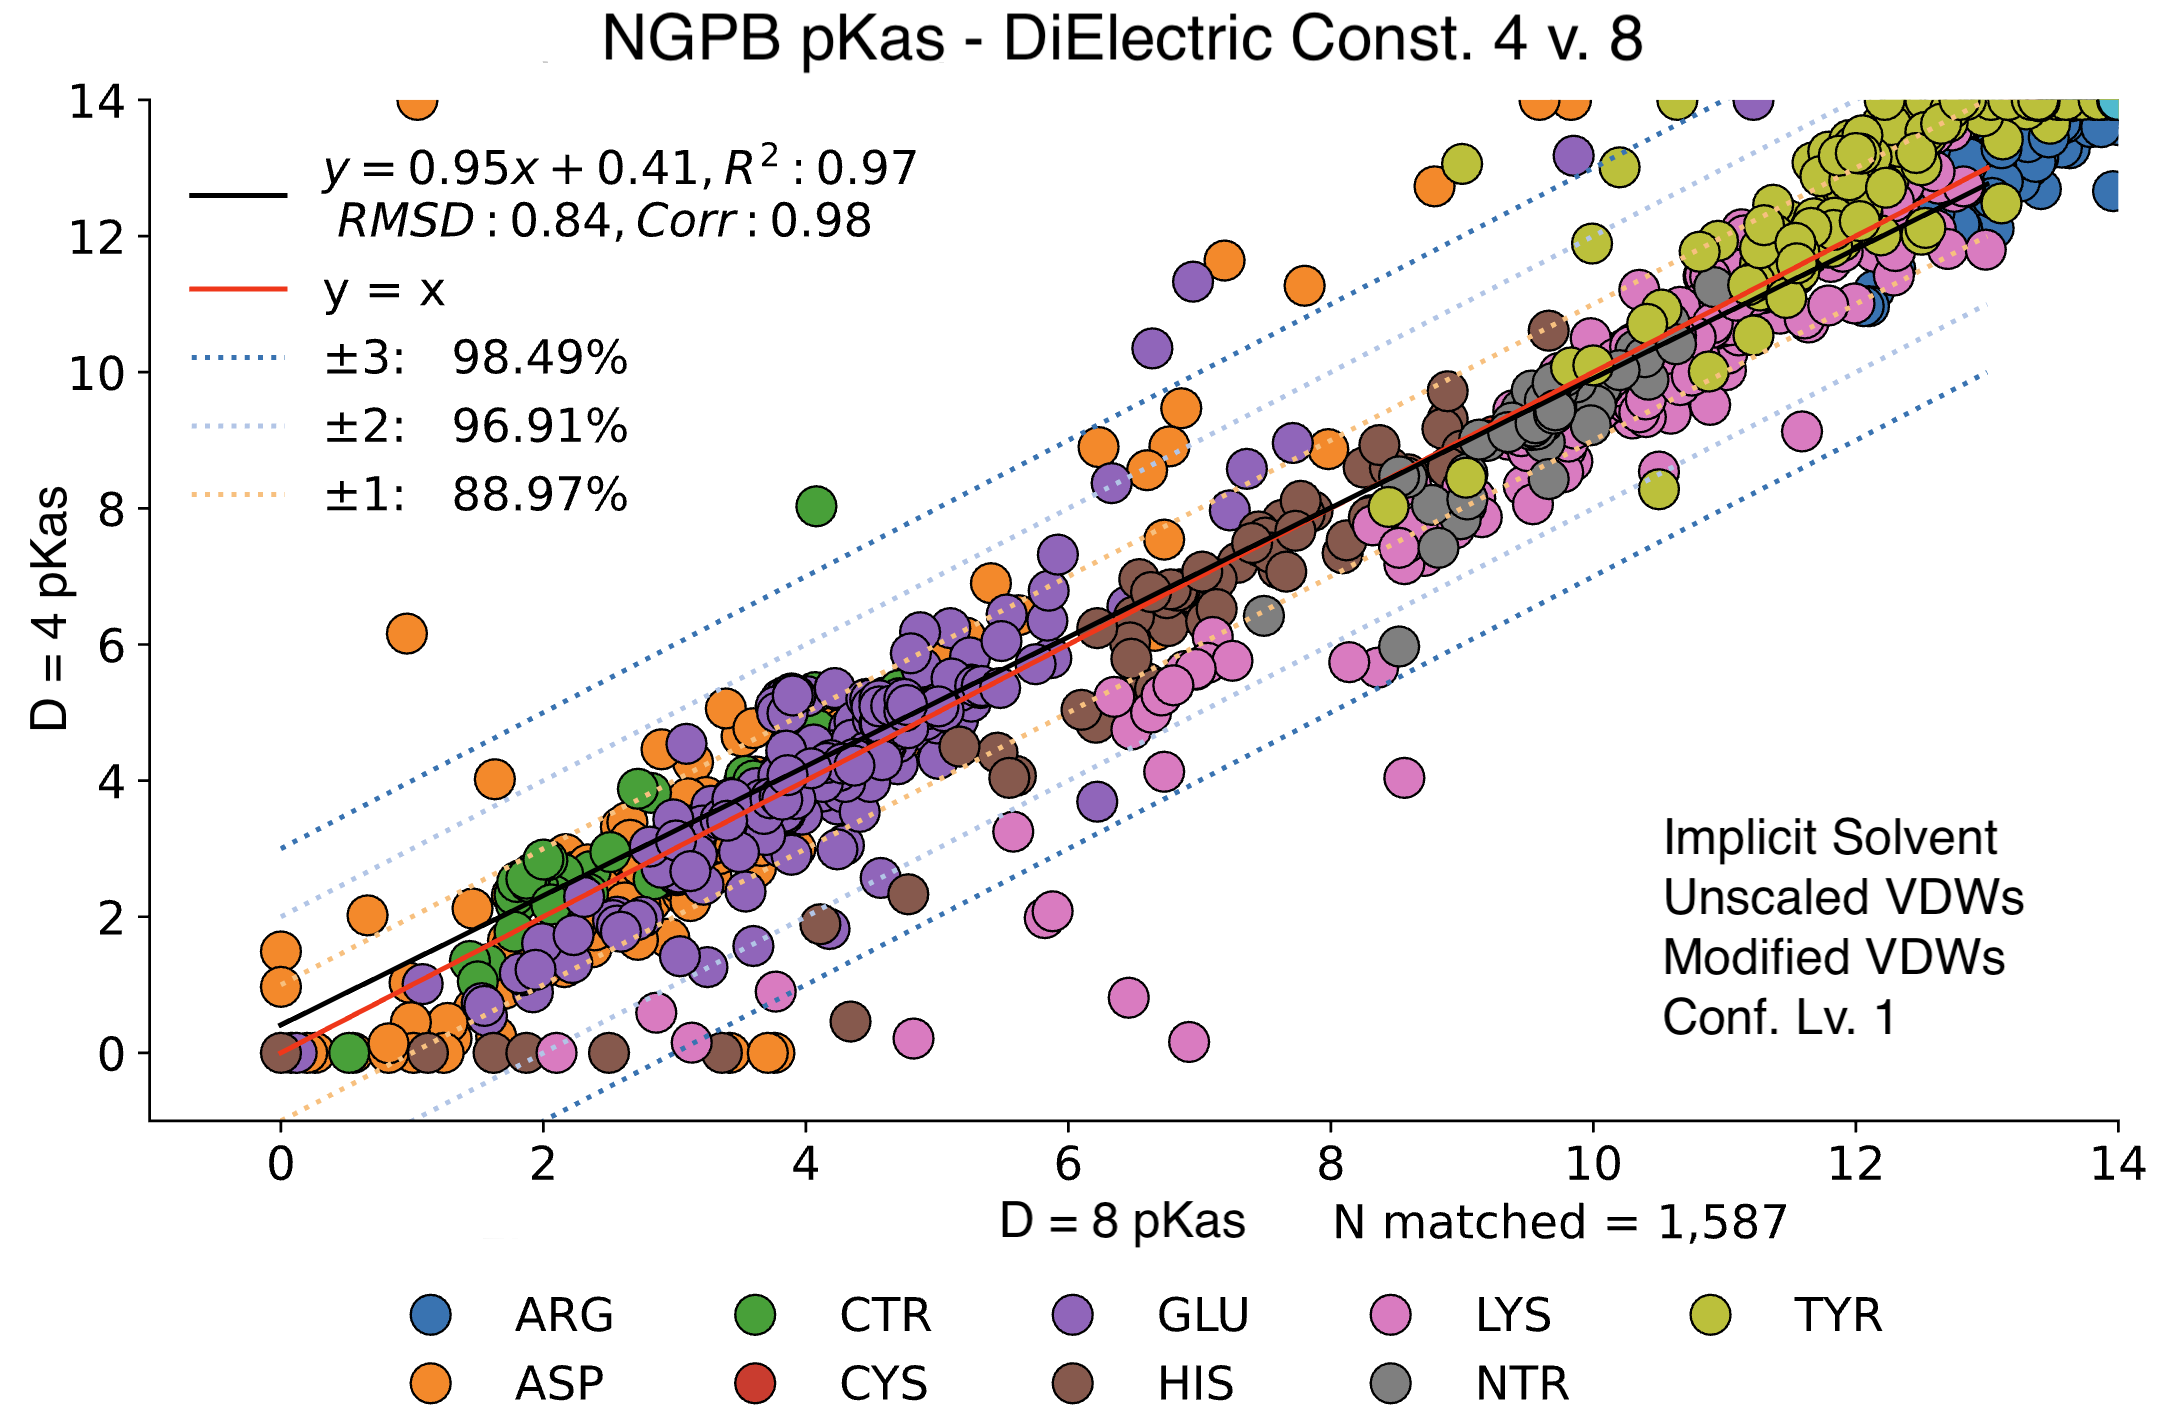 NGPB pKas - DiElectric Const. 4 v. 8
14
12
10
8
6
4
2
0
D = 4 pKas
y = 0.95x + 0.41, R² : 0.97
RMSD : 0.84, Corr : 0.98
y = x
±3: 98.49%
±2: 96.91%
±1: 88.97%
Implicit Solvent
Unscaled VDWs
Modified VDWs
Conf. Lv. 1
0 2 4 6 8 10 12 14
D = 8 pKas N matched = 1,587
ARG CTR GLU LYS TYR
ASP CYS HIS NTR